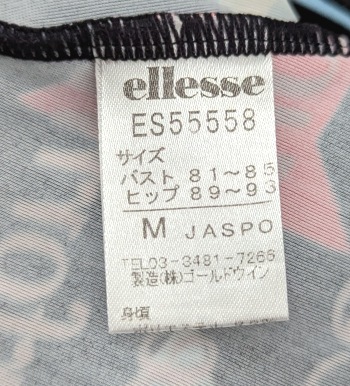 ellesse
ES55558
サイズ
バスト 81〜85
ヒップ 89〜93
M JASPO
TEL03-3481-7266
製造(株)ゴールドウイン
身頃